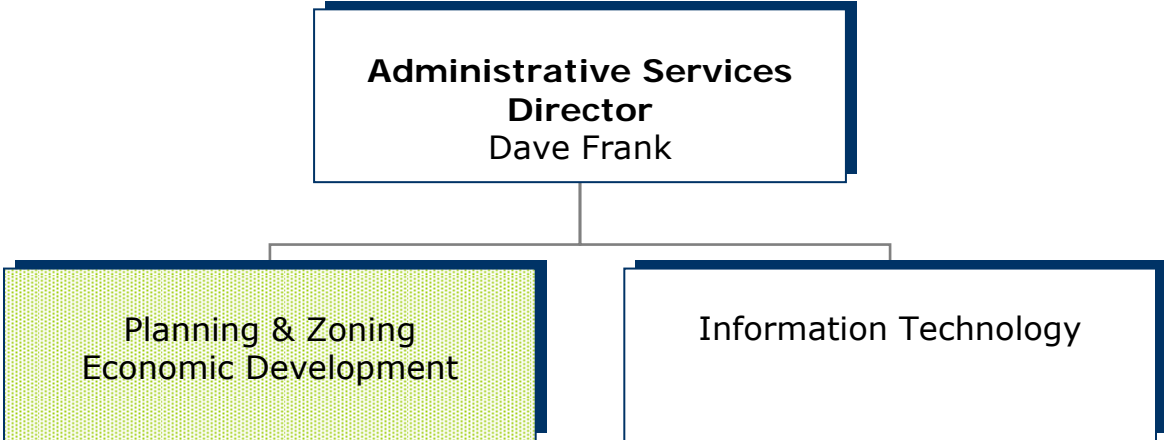 Administrative Services
Director
Dave Frank
Planning & Zoning
Economic Development
Information Technology